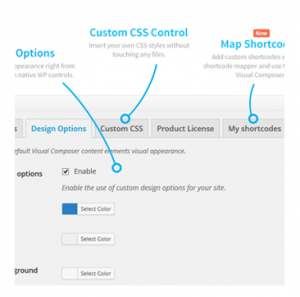 Custom CSS Control
Insert your own CSS styles without
touching any files.
New
Options
Map Shortco
ppearance right from
native WP controls.
Add custom shortcodes
shortcode mapper and use
Visual Composer
s
Design Options
Custom CSS
Product License
My shortcodes
default Visual Composer content elements visual appearance.
options
Enable
Enable the use of custom design options for your site.
Select Color
Select Color
ground
Select Color